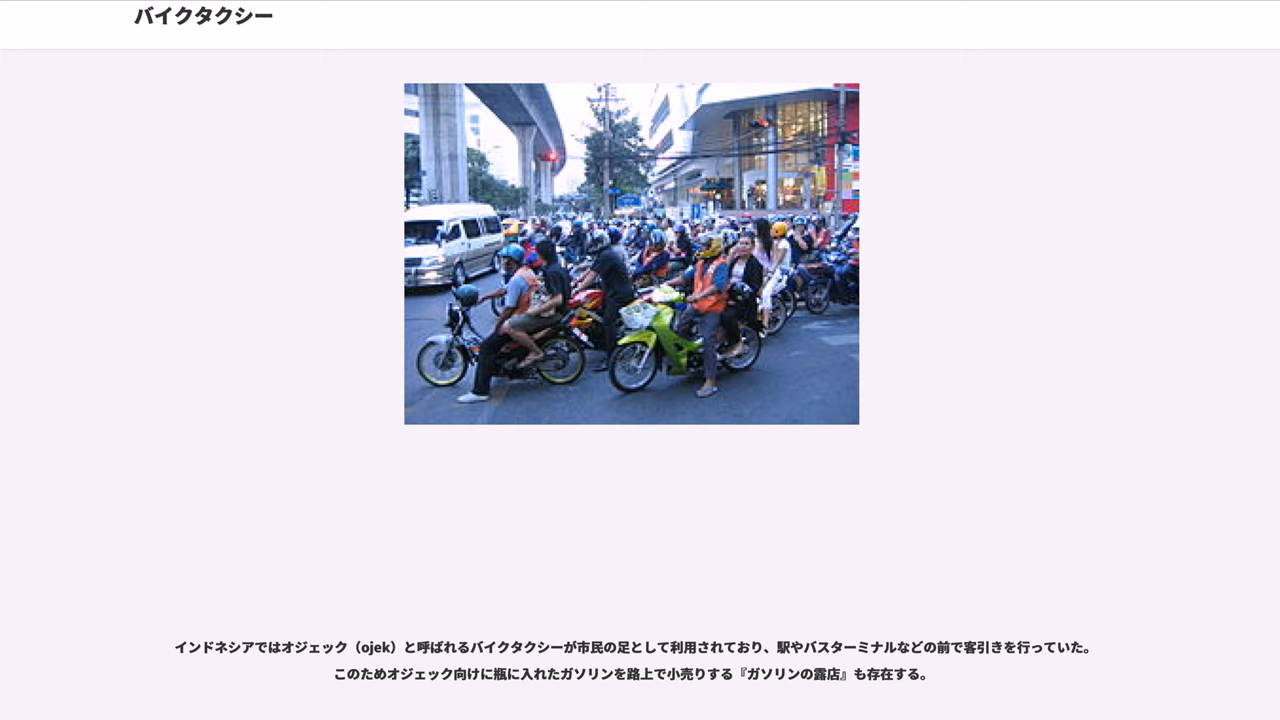 バイクタクシー
インドネシアではオジェック（ojek）と呼ばれるバイクタクシーが市民の足として利用されており、駅やバスターミナルなどの前で客引きを行っていた。
このためオジェック向けに瓶に入れたガソリンを路上で小売りする『ガソリンの露店』も存在する。